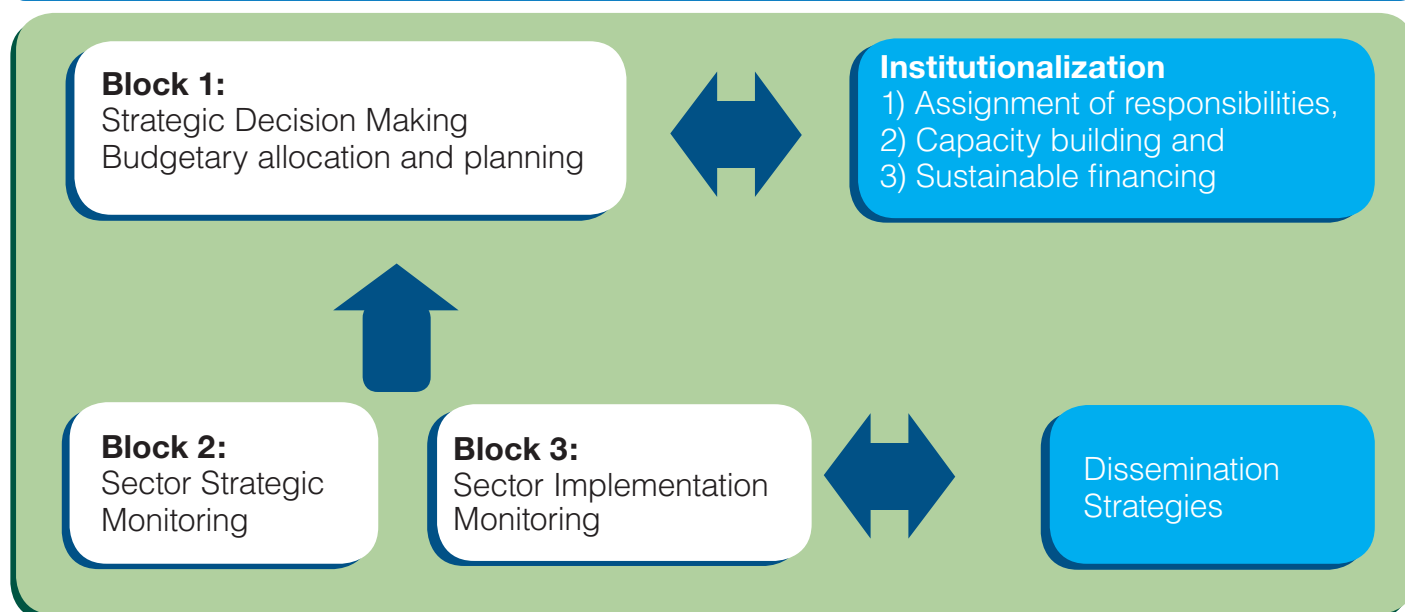 Block 1:
Strategic Decision Making
Budgetary allocation and planning
Institutionalization
1) Assignment of responsibilities,
2) Capacity building and
3) Sustainable financing
Block 2:
Sector Strategic
Monitoring
Block 3:
Sector Implementation
Monitoring
Dissemination
Strategies